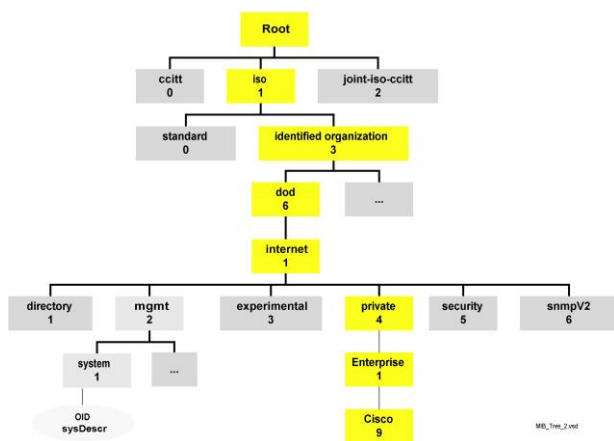 Root
ccitt
0
iso
1
joint-iso-ccitt
2
standard
0
identified organization
3
dod
6
...
internet
1
directory
1
mgmt
2
experimental
3
private
4
security
5
snmpV2
6
system
1
...
Enterprise
1
OID
sysDescr
Cisco
9
MIB_Tree_2.vsd